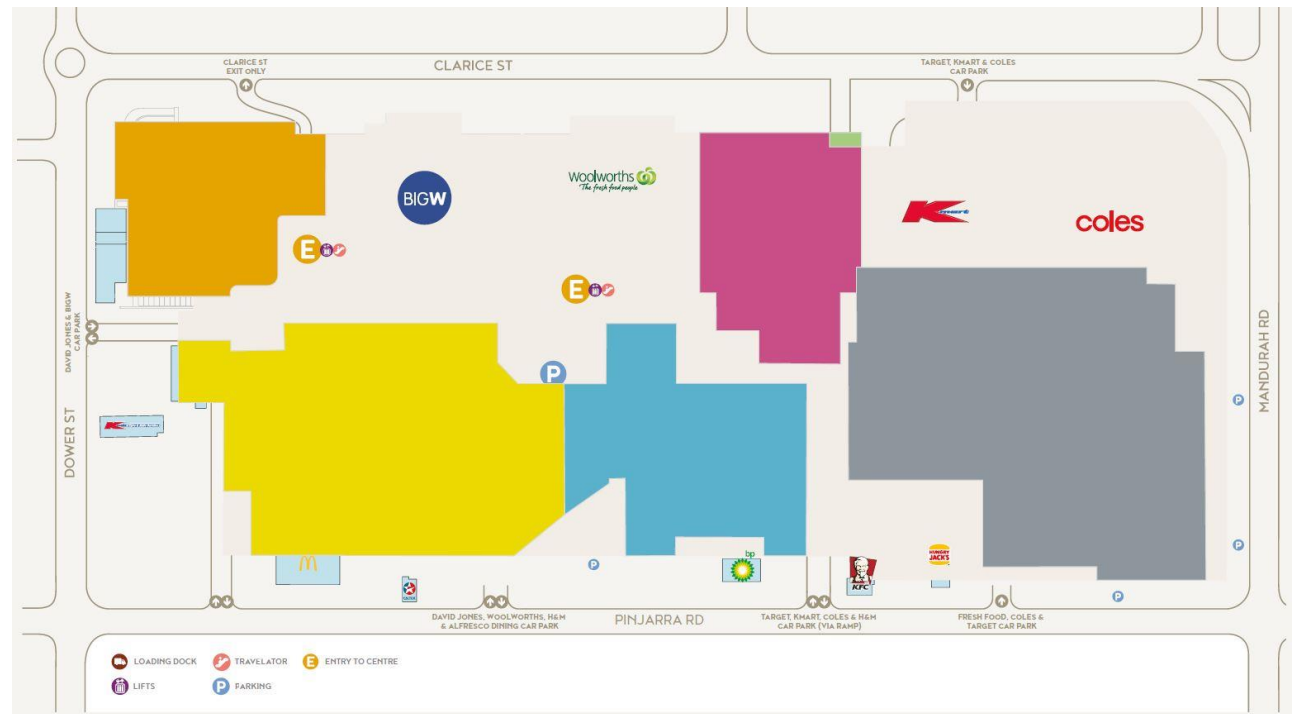 CLARICE ST
EXIT ONLY
CLARICE ST
TARGET, KMART & COLES
CAR PARK
BIGW
Woolworths
The fresh food people
Kmart
coles
E
E
P
DAVID JONES & BIGW
CAR PARK
DOWER ST
MANDURAH RD
P
P
P
P
bp
HUNGRY
JACK'S
KFC
DAVID JONES, WOOLWORTHS, H&M
& ALFRESCO DINING CAR PARK
PINJARRA RD
TARGET, KMART, COLES & H&M
CAR PARK (VIA RAMP)
FRESH FOOD, COLES &
TARGET CAR PARK
LOADING DOCK
TRAVELATOR
E ENTRY TO CENTRE
LIFTS
P PARKING